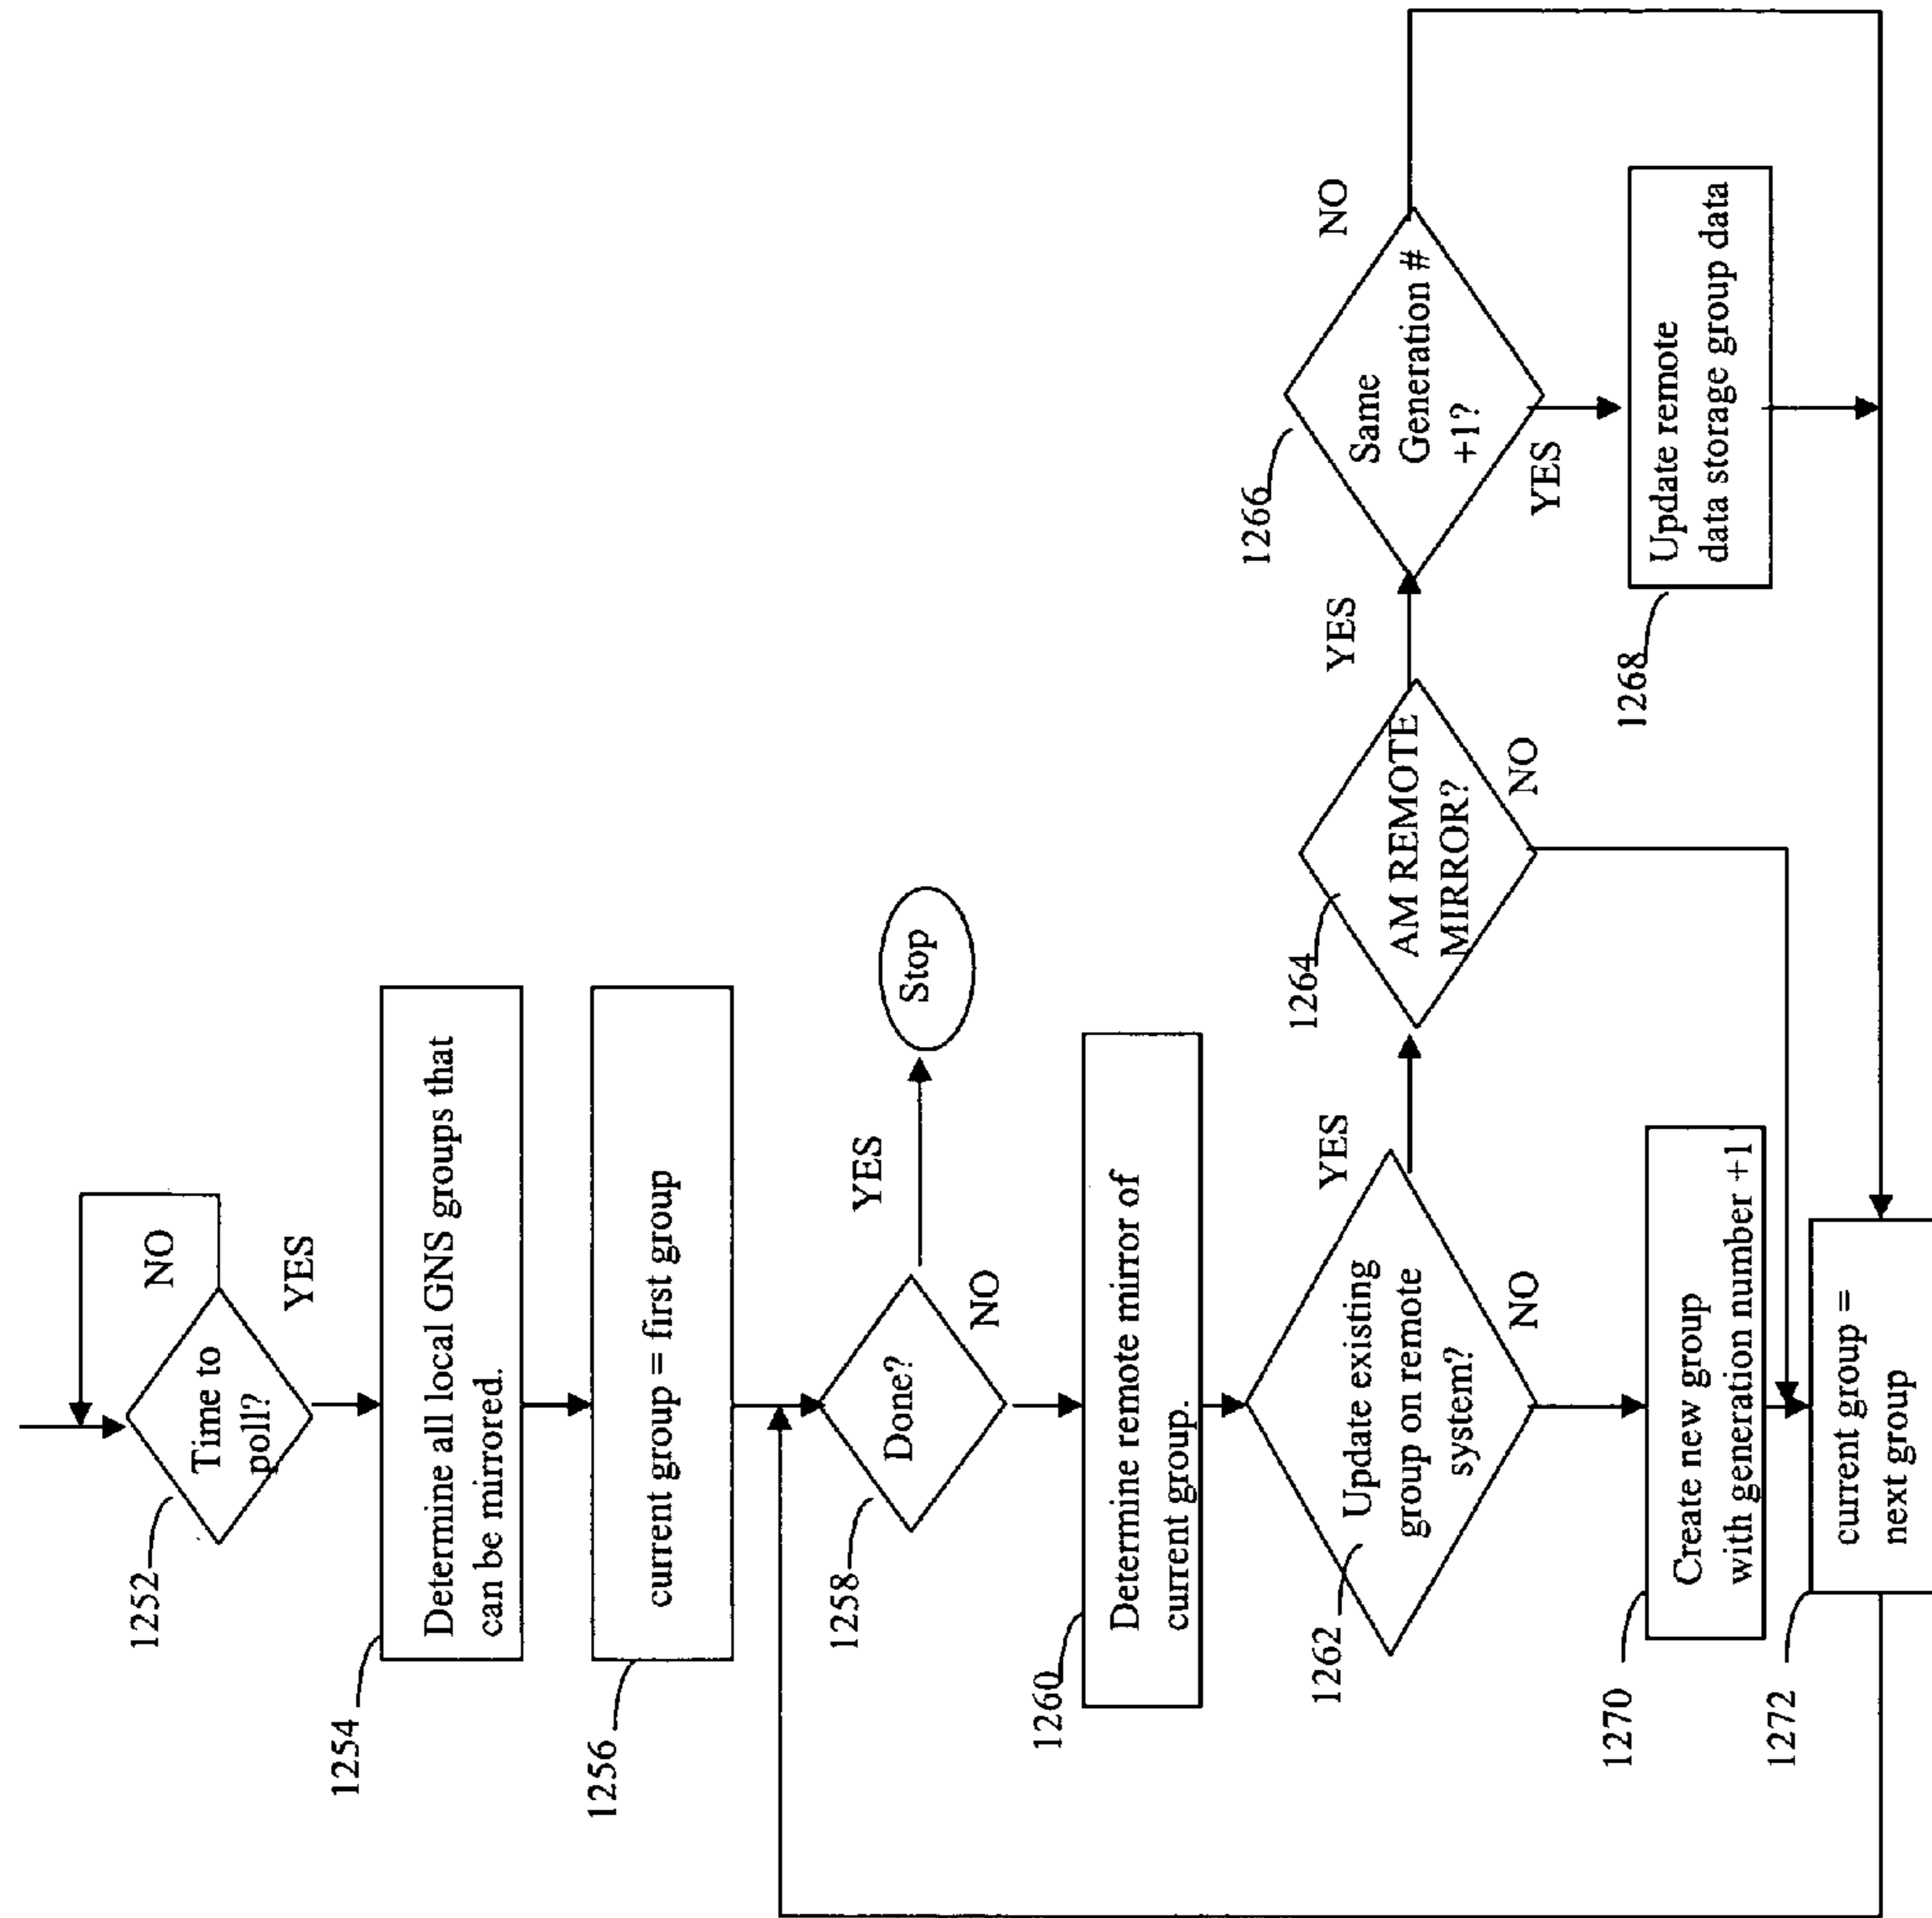 NO
Time to
poll?
1252
YES
1254
Determine all local GNS groups that
can be mirrored.
1256
current group = first group
1258
Done?
YES
Stop
NO
1260
Determine remote mirror of
current group.
1262
Update existing
group on remote
system?
YES
NO
1264
AM REMOTE
MIRROR?
YES
NO
1266
Same
Generation #
+1?
NO
YES
1268
Update remote
data storage group data
1270
Create new group
with generation number +1
1272
current group =
next group